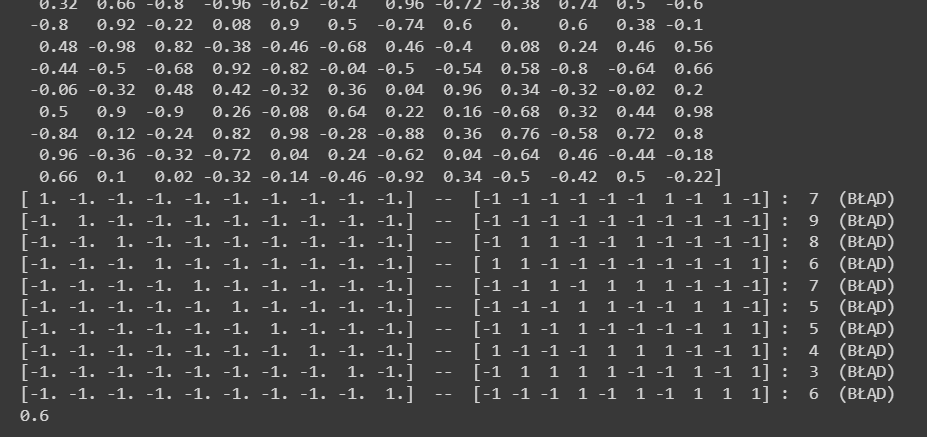 0.32 0.66 -0.8 -0.96 -0.62 -0.4 0.96 -0.72 -0.38 0.74 0.5 -0.6
-0.8 0.92 -0.22 0.08 0.9 0.5 -0.74 0.6 0. 0.6 0.38 -0.1
0.48 -0.98 0.82 -0.38 -0.46 -0.68 0.46 -0.4 0.08 0.24 0.46 0.56
-0.44 -0.5 -0.68 0.92 -0.82 -0.04 -0.5 -0.54 0.58 -0.8 -0.64 0.66
-0.06 -0.32 0.48 0.42 -0.32 0.36 0.04 0.96 0.34 -0.32 -0.02 0.2
0.5 0.9 -0.9 0.26 -0.08 0.64 0.22 0.16 -0.68 0.32 0.44 0.98
-0.84 0.12 -0.24 0.82 0.98 -0.28 -0.88 0.36 0.76 -0.58 0.72 0.8
0.96 -0.36 -0.32 -0.72 0.04 0.24 -0.62 0.04 -0.64 0.46 -0.44 -0.18
0.66 0.1 0.02 -0.32 -0.14 -0.46 -0.92 0.34 -0.5 -0.42 0.5 -0.22]
[ 1. -1. -1. -1. -1. -1. -1. -1. -1. -1.] -- [-1 -1 -1 -1 -1 -1 1 -1 1 -1] : 7 (BŁĄD)
[-1. 1. -1. -1. -1. -1. -1. -1. -1. -1.] -- [-1 -1 -1 -1 -1 -1 -1 -1 -1 -1] : 9 (BŁĄD)
[-1. -1. 1. -1. -1. -1. -1. -1. -1. -1.] -- [-1 1 1 -1 -1 -1 -1 -1 -1 -1] : 8 (BŁĄD)
[-1. -1. -1. 1. -1. -1. -1. -1. -1. -1.] -- [ 1 1 -1 -1 -1 -1 -1 -1 -1 1] : 6 (BŁĄD)
[-1. -1. -1. -1. 1. -1. -1. -1. -1. -1.] -- [-1 -1 1 -1 1 1 1 -1 -1 -1] : 7 (BŁĄD)
[-1. -1. -1. -1. -1. 1. -1. -1. -1. -1.] -- [-1 -1 -1 1 1 1 1 1 1 -1] : 5 (BŁĄD)
[-1. -1. -1. -1. -1. -1. 1. -1. -1. -1.] -- [-1 1 -1 1 -1 -1 -1 1 1 1] : 5 (BŁĄD)
[-1. -1. -1. -1. -1. -1. -1. 1. -1. -1.] -- [ 1 -1 -1 -1 1 1 1 -1 -1 1] : 4 (BŁĄD)
[-1. -1. -1. -1. -1. -1. -1. -1. 1. -1.] -- [-1 1 1 1 1 -1 -1 1 -1 1] : 3 (BŁĄD)
[-1. -1. -1. -1. -1. -1. -1. -1. -1. 1.] -- [-1 1 -1 -1 -1 1 -1 1 1 1] : 6 (BŁĄD)
0.6